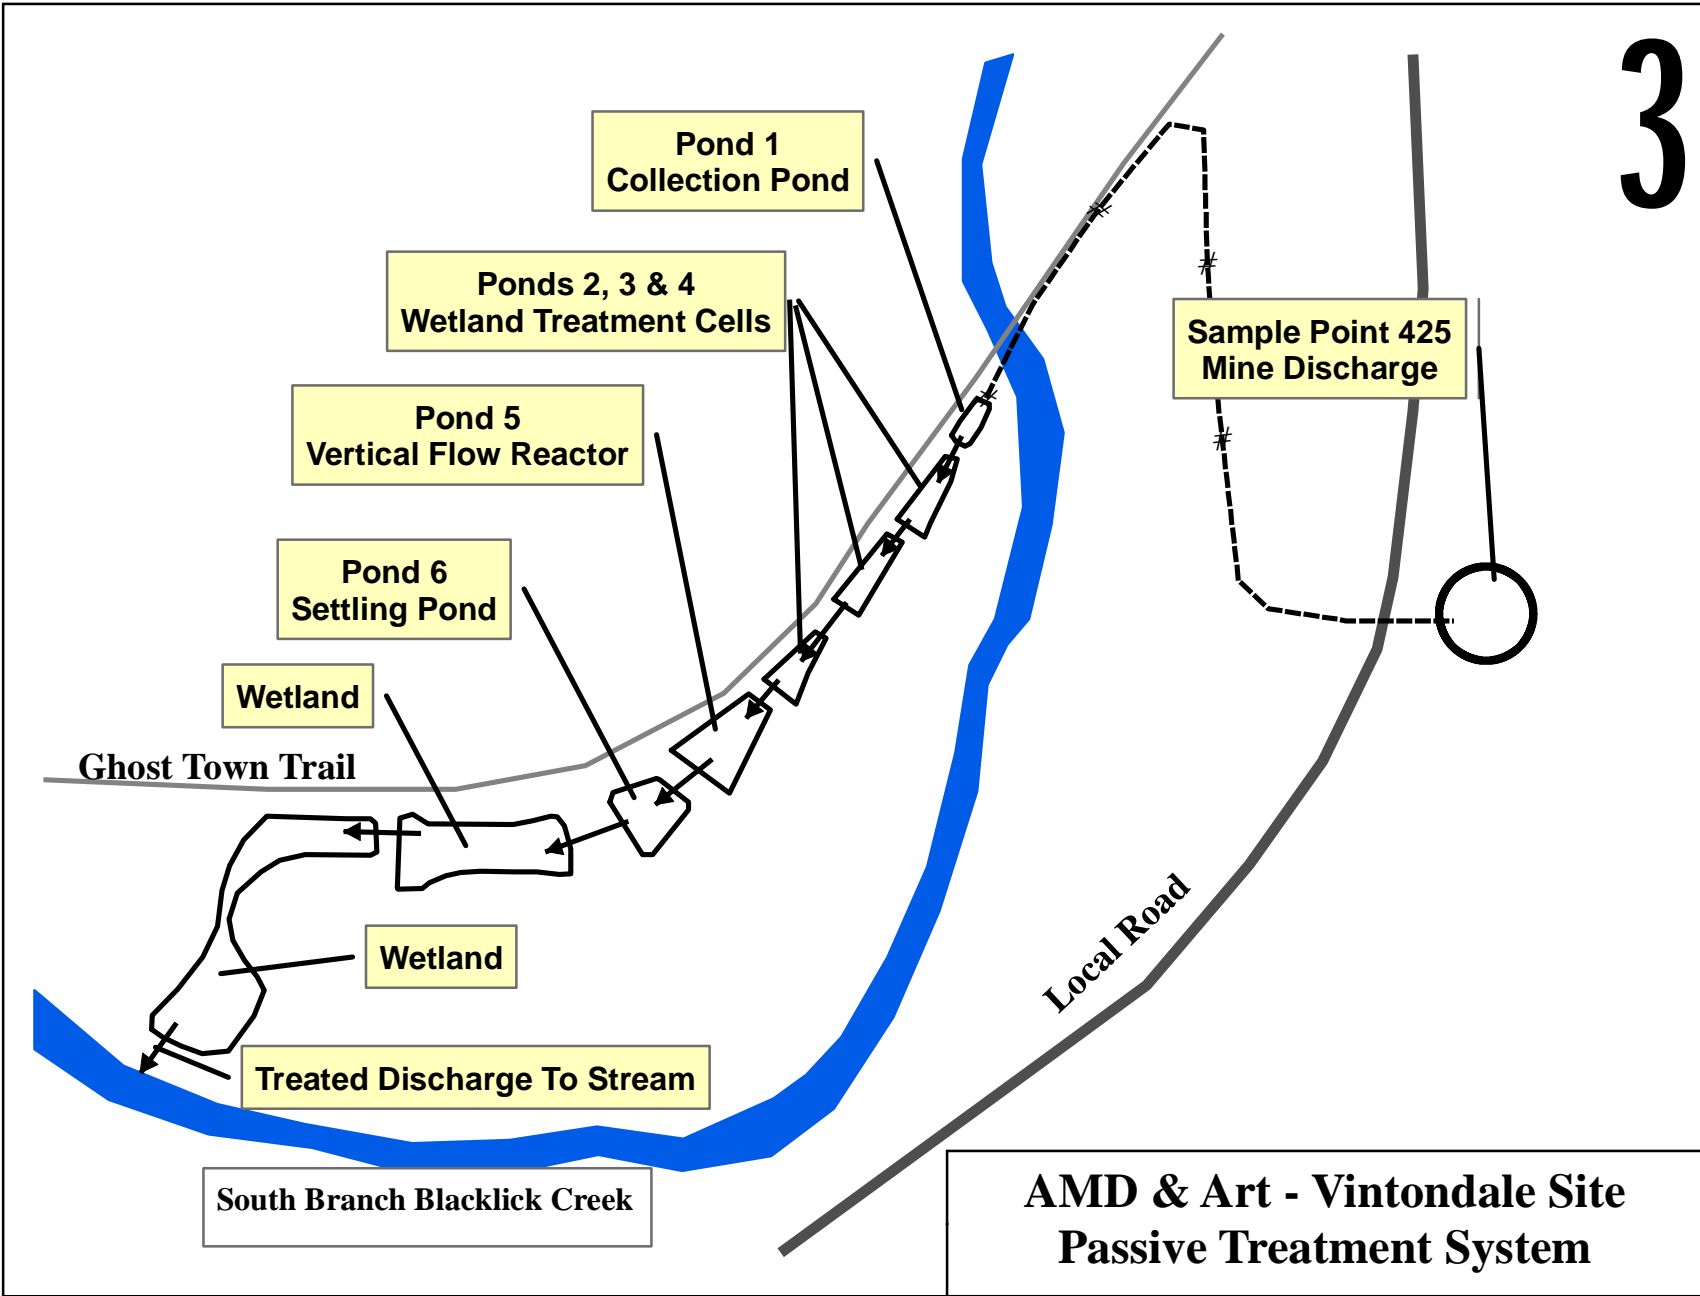 3
Pond 1
Collection Pond
Ponds 2, 3 & 4
Wetland Treatment Cells
Sample Point 425
Mine Discharge
Pond 5
Vertical Flow Reactor
Pond 6
Settling Pond
Wetland
Ghost Town Trail
Wetland
Local Road
Treated Discharge To Stream
South Branch Blacklick Creek
AMD & Art - Vintondale Site
Passive Treatment System